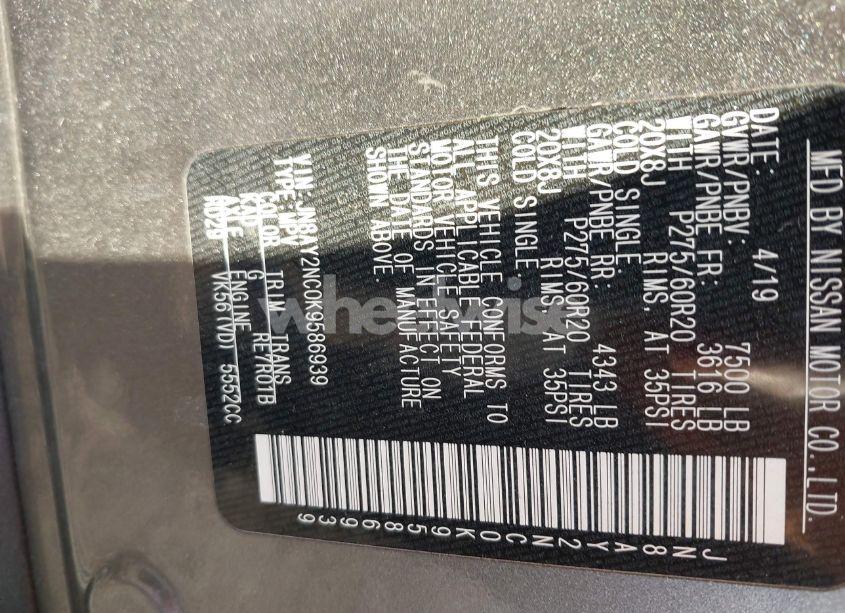 MFD BY NISSAN MOTOR CO.,LTD.
DATE: 4/19
GVWR/PNBV: 7500 LB
GAWR/PNBE FR: 3616 LB
WITH P275/60R20 TIRES
20X8J RIMS, AT 35PSI
COLD SINGLE.
GAWR/PNBE RR: 4343 LB
WITH P275/60R20 TIRES
20X8J RIMS, AT 35PSI
COLD SINGLE.
THIS VEHICLE CONFORMS TO
ALL APPLICABLE FEDERAL
MOTOR VEHICLE SAFETY
STANDARDS IN EFFECT ON
THE DATE OF MANUFACTURE
SHOWN ABOVE
VIN: JN8AY2NC0K9586939
TYPE: MPV
COLOR TRIM TRANS
KAD G RE7R01B
AXLE ENGINE
VK56(VD) 5552CC
JN8AY2NC0K9586939
wheelwise